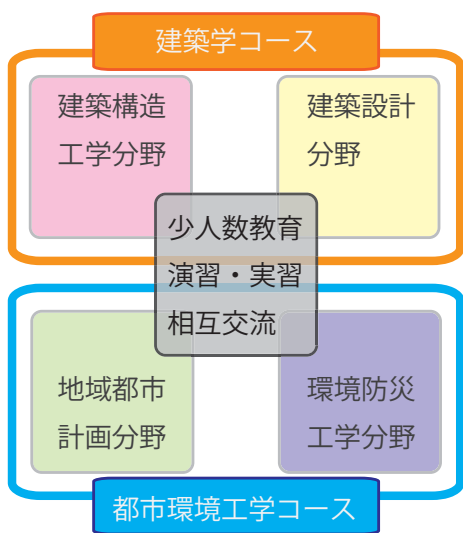 建築学コース
建築構造
工学分野
建築設計
分野
少人数教育
演習・実習
相互交流
地域都市
計画分野
環境防災
工学分野
都市環境工学コース